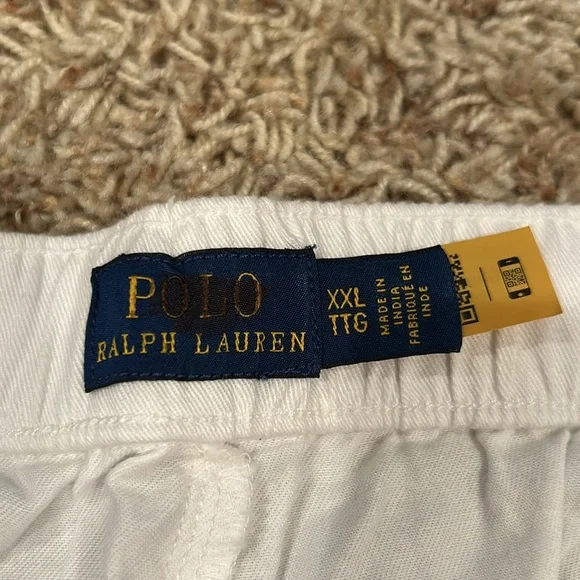 POLO
RALPH LAUREN
XXL
TTG
MADE IN
INDIA
FABRIQUÉ EN
INDE